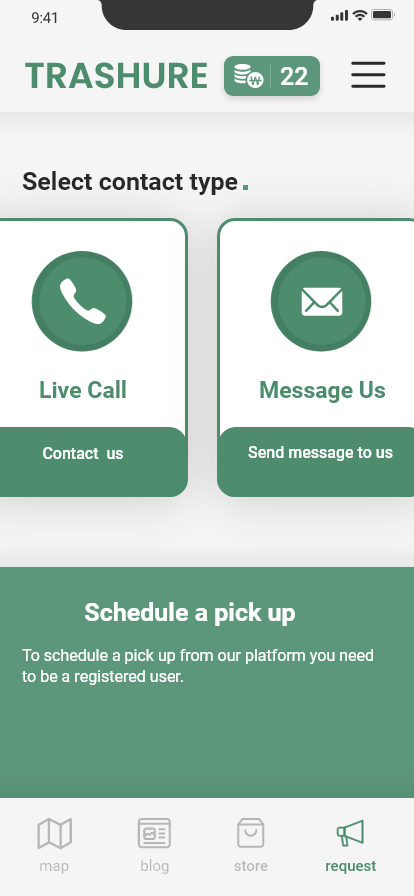 9:41
TRASHURE
22
Select contact type.
Live Call
Message Us
Contact us
Send message to us
Schedule a pick up
To schedule a pick up from our platform you need
to be a registered user.
map
blog
store
request